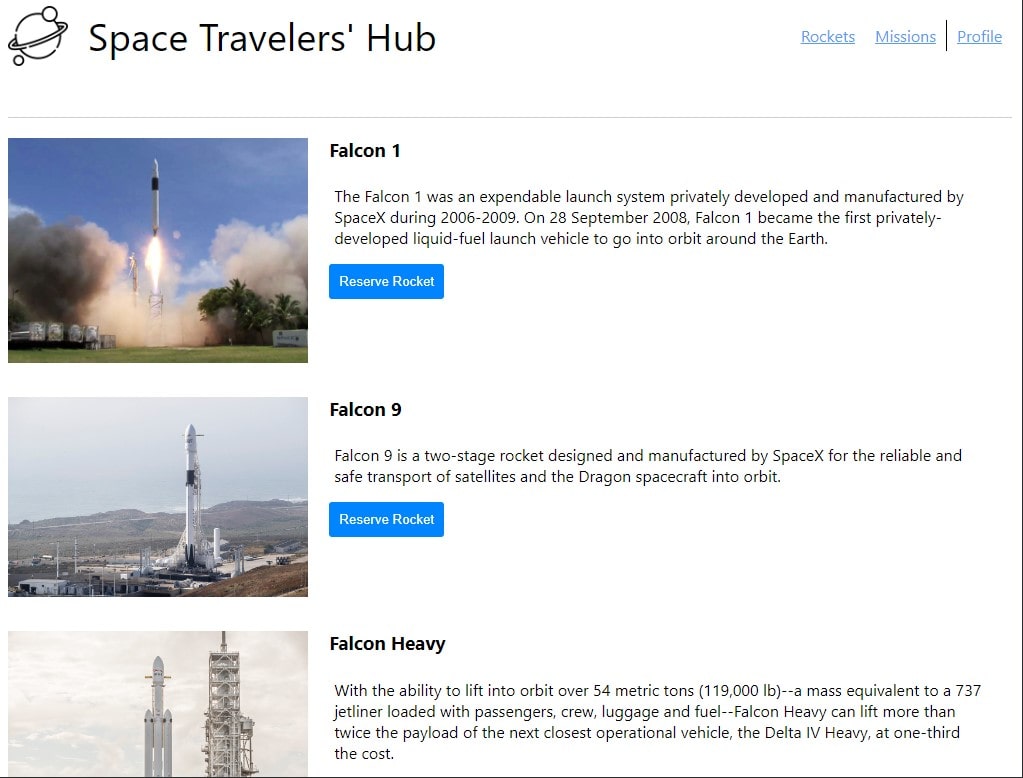 Space Travelers' Hub
Rockets
Missions
Profile
Falcon 1
The Falcon 1 was an expendable launch system privately developed and manufactured by
SpaceX during 2006-2009. On 28 September 2008, Falcon 1 became the first privately-
developed liquid-fuel launch vehicle to go into orbit around the Earth.
Reserve Rocket
Falcon 9
Falcon 9 is a two-stage rocket designed and manufactured by SpaceX for the reliable and
safe transport of satellites and the Dragon spacecraft into orbit.
Reserve Rocket
Falcon Heavy
With the ability to lift into orbit over 54 metric tons (119,000 lb)--a mass equivalent to a 737
jetliner loaded with passengers, crew, luggage and fuel--Falcon Heavy can lift more than
twice the payload of the next closest operational vehicle, the Delta IV Heavy, at one-third
the cost.